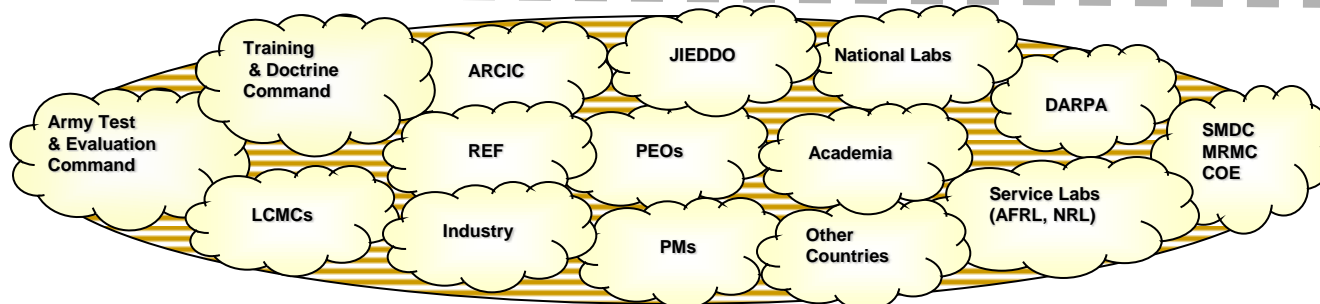 Training
& Doctrine
Command
ARCIC
JIEDDO
National Labs
DARPA
Army Test
& Evaluation
Command
REF
PEOs
Academia
SMDC
MRMC
COE
LCMCs
Industry
PMs
Other
Countries
Service Labs
(AFRL, NRL)